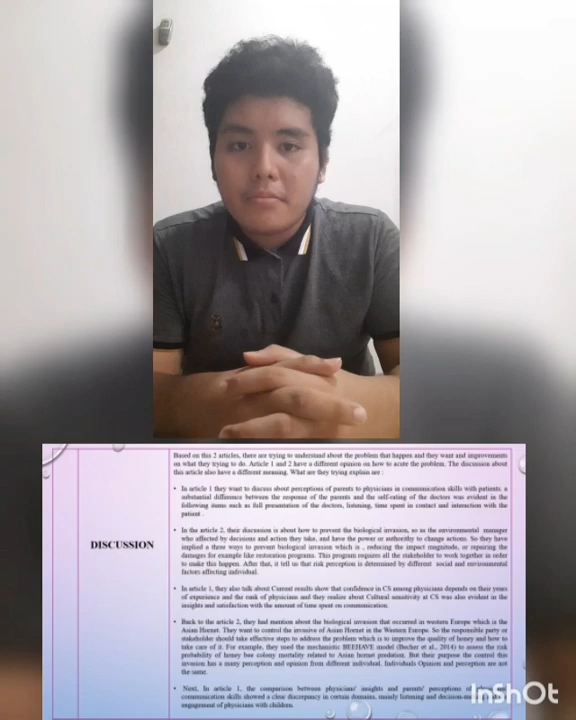 Based on this 2 articles, there are trying to understand about the problem that happen and they want and improvements
on what they trying to do. Article 1 and 2 have a different opinion on how to acute the problem. The discussion about
this article also have a different meaning. What are they trying explain are :
• In article 1 they want to discuss about perceptions of parents to physicians in communication skills with patients. a
substantial difference between the response of the parents and the self-rating of the doctors was evident in the
following items such as full presentation of the doctors, listening, time spent in contact and interaction with the
patient .
• In the article 2, their discussion is about how to prevent the biological invasion, so as the environmental manager
who affected by decisions and action they take, and have the power or authorthy to change actions. So they have
implied a three ways to prevent biological invasion which is , reducing the impact magnitude, or repairing the
DISCUSSION
damages for example like restoration programs. This program requires all the stakeholder to work together in order
to make this happen. After that, it tell us that risk perception is determined by different social and environmental
factors affecting individual.
• In article 1, they also talk about Current results show that confidence in CS among physicians depends on their years
of experience and the rank of physicians and they realize about Cultural sensitivity at CS was also evident in the
insights and satisfaction with the amount of time spent on communication.
• Back to the article 2, they had mention about the biological invasion that occurred in western Europe which is the
Asian Hornet. They want to control the invasive of Asian Hornet in the Western Europe. So the responsible party or
stakeholder should take effective steps to address the problem which is to improve the quality of honey and how to
take care of it. For example, they used the mechanistic BEEHAVE model (Becher et al., 2014) to assess the risk
probability of honey bee colony mortality related to Asian hornet predation. But their purpose the control this
invasion has a many perception and opinion from different individual. Individuals Opinion and perception are not
the same.
• Next, In article 1, the comparison between physicians' insights and parents' perceptions of
communication skills showed a clear discrepancy in certain domains, mainly listening and decision-
engagement of physicians with children.
InShOt